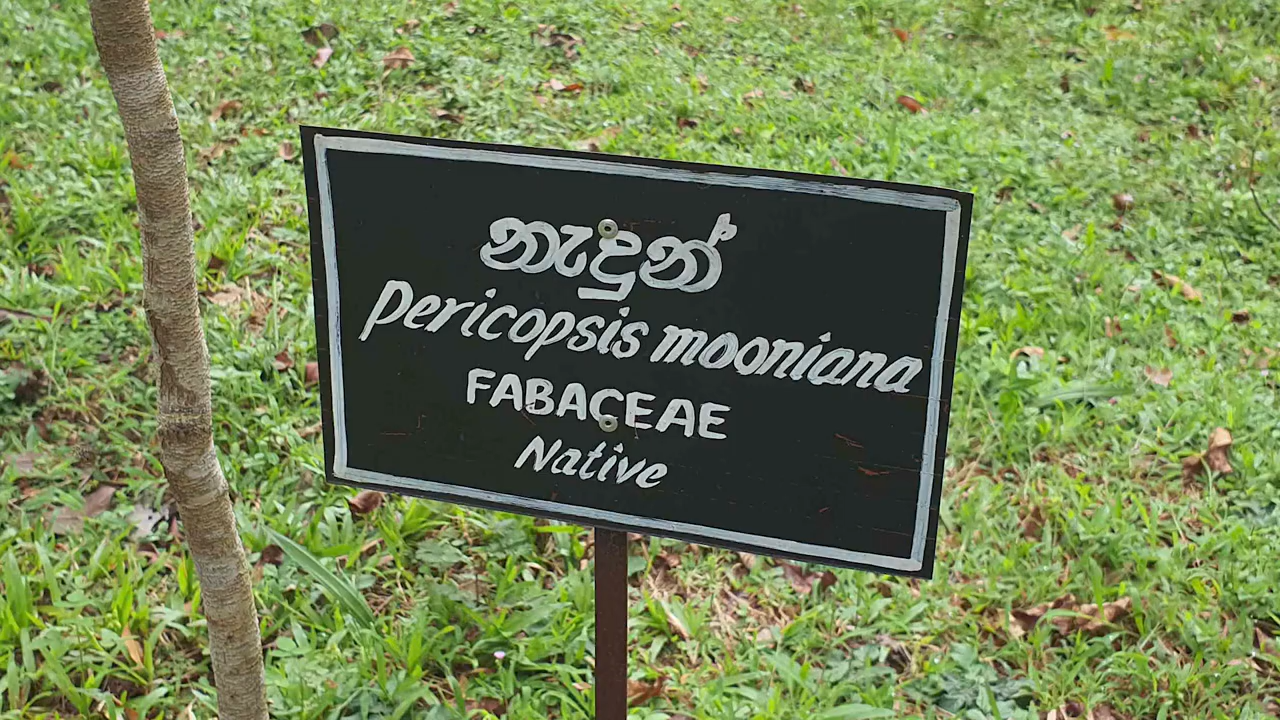 නැදුන්
Pericopsis mooniana
FABACEAE
Native